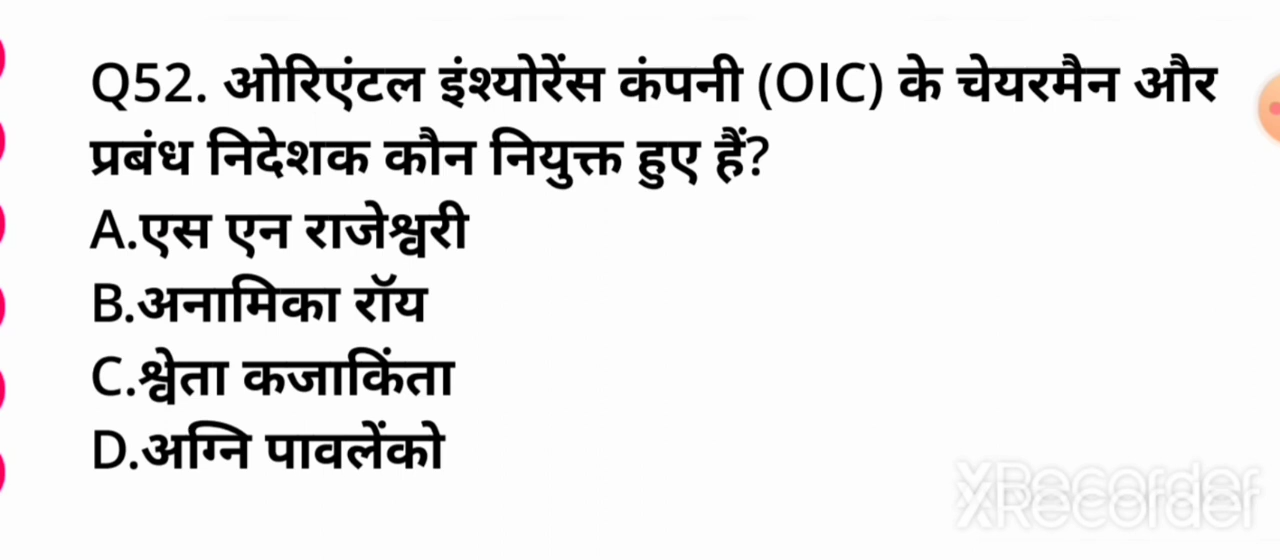 Q52. ओरिएंटल इंश्योरेंस कंपनी (OIC) के चेयरमैन और
प्रबंध निदेशक कौन नियुक्त हुए हैं?
A.एस एन राजेश्वरी
B.अनामिका रॉय
C.श्वेता कजाकिंता
D.अग्नि पावलेंको
XRecorder